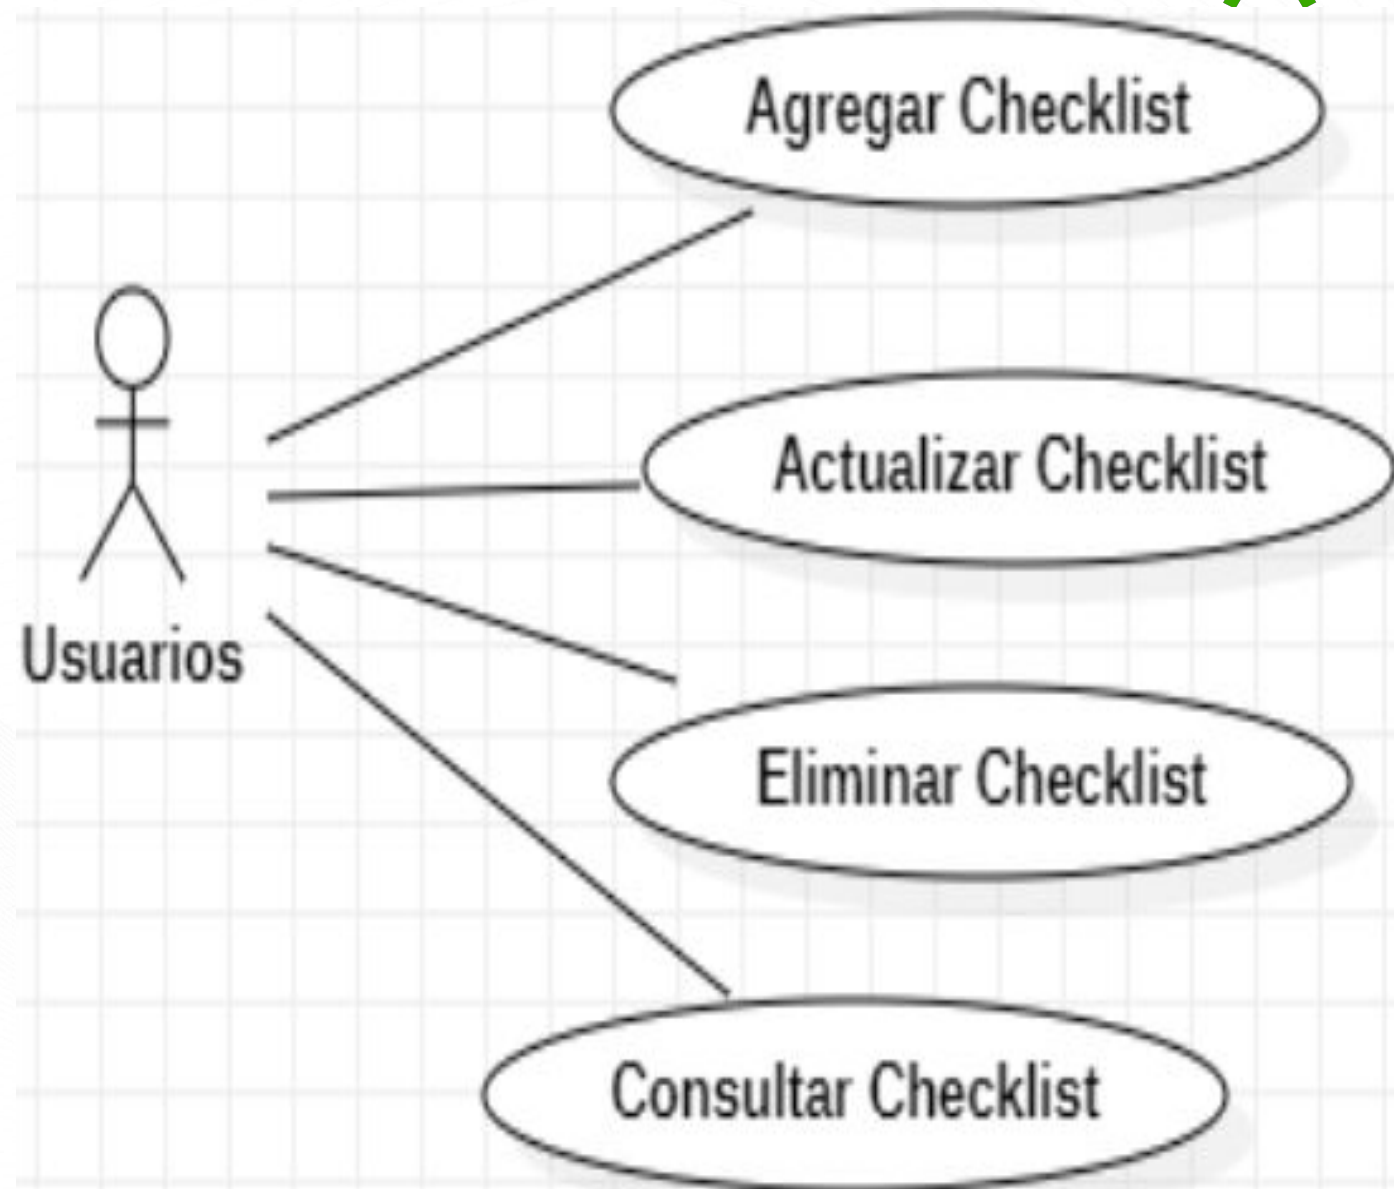 Agregar Checklist
Actualizar Checklist
Usuarios
Eliminar Checklist
Consultar Checklist